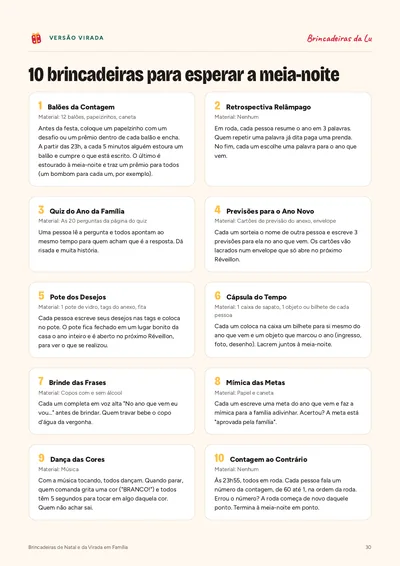 VERSÃO VIRADA
Brincadeiras da Lu
10 brincadeiras para esperar a meia-noite
1 Balões da Contagem
Material: 12 balões, papeizinhos, caneta
Antes da festa, coloque um papelzinho com um
desafio ou um prêmio dentro de cada balão e encha.
A partir das 23h, a cada 5 minutos alguém estoura um
balão e cumpre o que está escrito. O último é
estourado à meia-noite e traz um prêmio para todos
(um bombom para cada um, por exemplo).
2 Retrospectiva Relâmpago
Material: Nenhum
Em roda, cada pessoa resume o ano em 3 palavras.
Quem repetir uma palavra já dita paga uma prenda.
No fim, cada um escolhe uma palavra para o ano que
vem.
3 Quiz do Ano da Família
Material: As 20 perguntas da página do quiz
Uma pessoa lê a pergunta e todos apontam ao
mesmo tempo para quem acham que é a resposta. Dá
risada e muita história.
4 Previsões para o Ano Novo
Material: Cartões de previsão do anexo, envelope
Cada um sorteia o nome de outra pessoa e escreve 3
previsões para ela no ano que vem. Os cartões vão
lacrados num envelope que só abre no próximo
Réveillon.
5 Pote dos Desejos
Material: 1 pote de vidro, tags do anexo, fita
Cada pessoa escreve seus desejos nas tags e coloca
no pote. O pote fica fechado em um lugar bonito da
casa o ano inteiro e é aberto no próximo Réveillon,
para ver o que se realizou.
6 Cápsula do Tempo
Material: 1 caixa de sapato, 1 objeto ou bilhete de cada
pessoa
Cada um coloca na caixa um bilhete para si mesmo do
ano que vem e um objeto que marcou o ano (ingresso,
foto, desenho). Lacrem juntos à meia-noite.
7 Brinde das Frases
Material: Copos com e sem álcool
Cada um completa em voz alta "No ano que vem eu
vou..." antes de brindar. Quem travar bebe o copo
d'água da vergonha.
8 Mímica das Metas
Material: Papel e caneta
Cada um escreve uma meta do ano que vem e faz a
mímica para a família adivinhar. Acertou? A meta está
"aprovada pela família".
9 Dança das Cores
Material: Música
Com a música tocando, todos dançam. Quando parar,
quem comanda grita uma cor ("BRANCO!") e todos
têm 5 segundos para tocar em algo daquela cor.
Quem não achar sai.
10 Contagem ao Contrário
Material: Nenhum
Às 23h55, todos em roda. Cada pessoa fala um
número da contagem, de 60 até 1, na ordem da roda.
Errou o número? A roda começa de novo daquele
ponto. Termina à meia-noite em ponto.
Brincadeiras de Natal e da Virada em Família
30